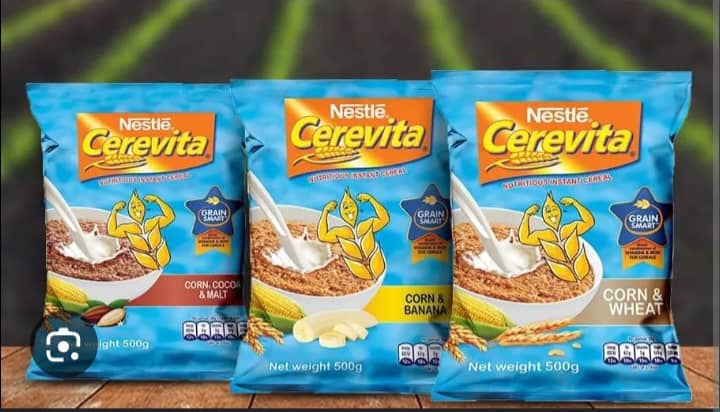 Nestlé.
Cerevita
NUTRITIOUS INSTANT CEREAL
GRAIN
SMART
CORN, COCOA
& MALT
weight 500g
Nestlé.
Cerevita
NUTRITIOUS INSTANT CEREAL
GRAIN
SMART
CORN &
BANANA
Net weight 500g
Nestlé.
Cerevita
NUTRITIOUS INSTANT CEREAL
GRAIN
SMART
CORN &
WHEAT
Net weight 500g